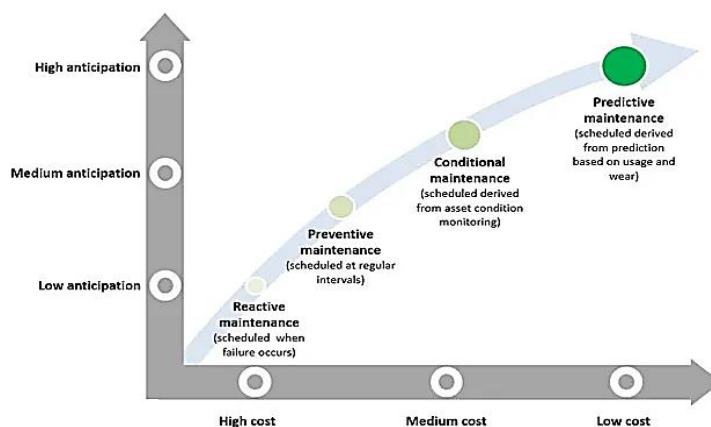 High anticipation
Medium anticipation
Low anticipation
Predictive
maintenance
(scheduled derived
from prediction
based on usage and
wear)
Conditional
maintenance
(scheduled derived
from asset condition
monitoring)
Preventive
maintenance
(scheduled at regular
intervals)
Reactive
maintenance
(scheduled when
failure occurs)
High cost
Medium cost
Low cost